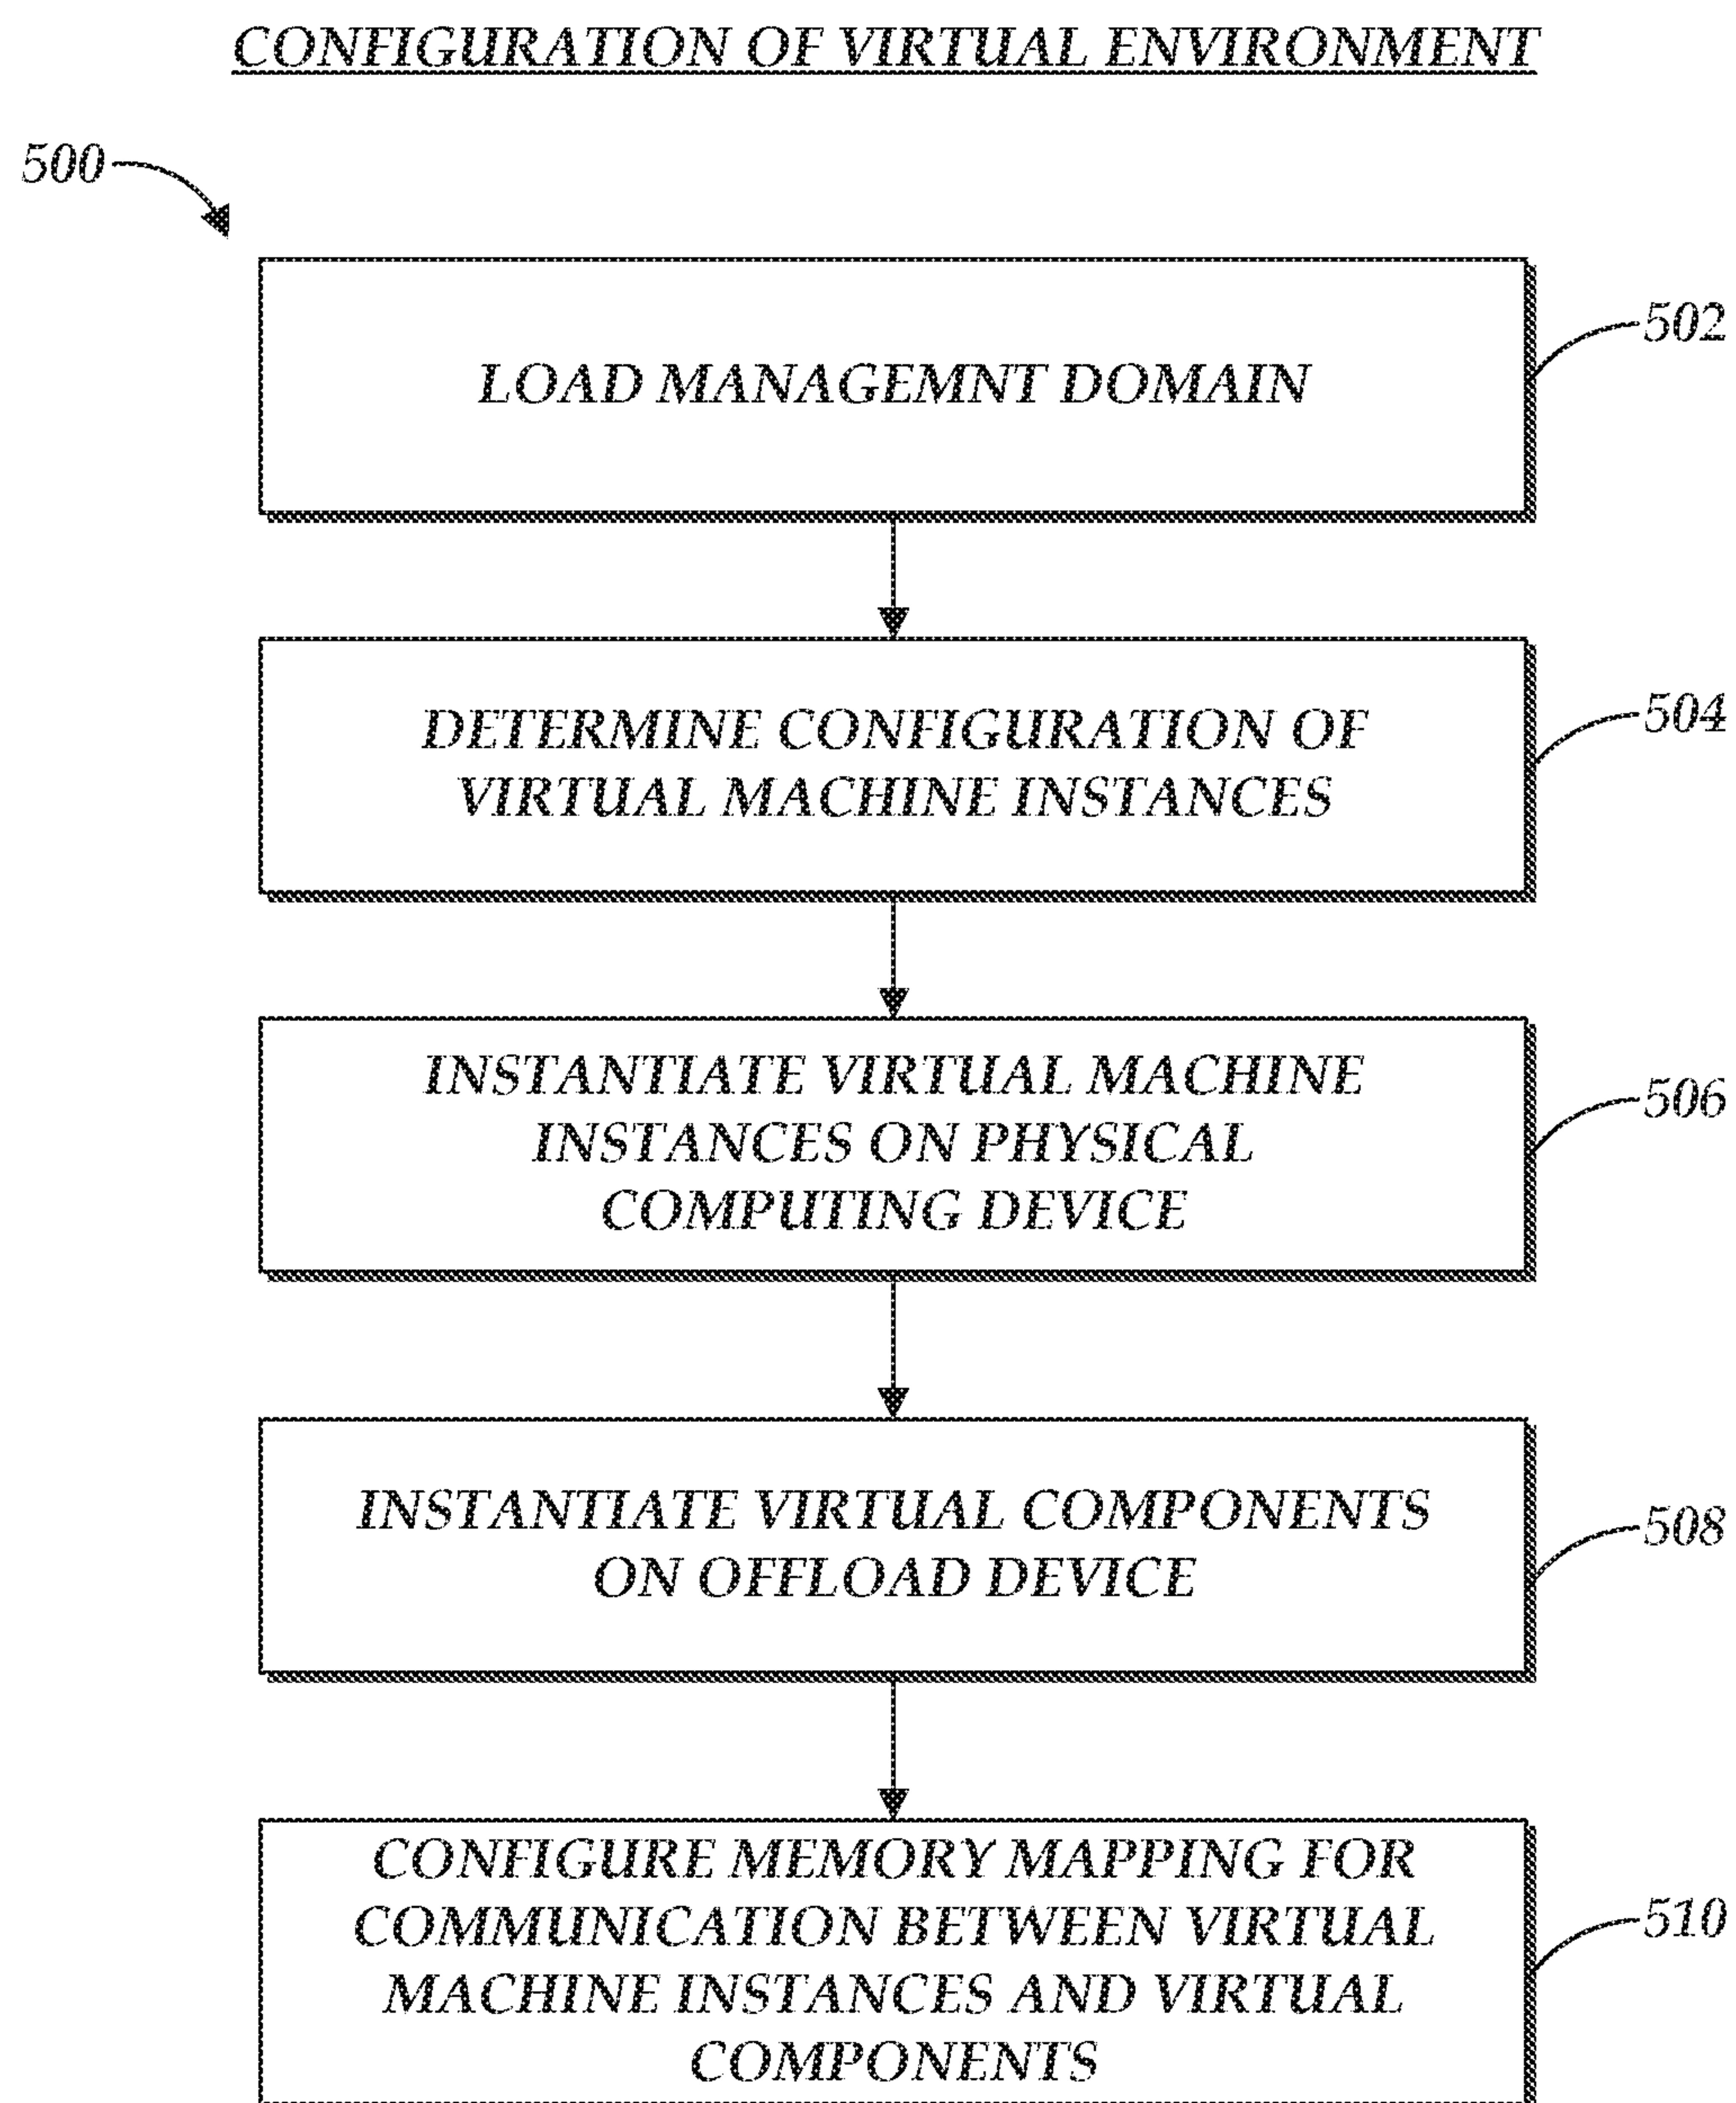 CONFIGURATION OF VIRTUAL ENVIRONMENT
500
LOAD MANAGEMNT DOMAIN
502
DETERMINE CONFIGURATION OF
VIRTUAL MACHINE INSTANCES
504
INSTANTIATE VIRTUAL MACHINE
INSTANCES ON PHYSICAL
COMPUTING DEVICE
506
INSTANTIATE VIRTUAL COMPONENTS
ON OFFLOAD DEVICE
508
CONFIGURE MEMORY MAPPING FOR
COMMUNICATION BETWEEN VIRTUAL
MACHINE INSTANCES AND VIRTUAL
COMPONENTS
510